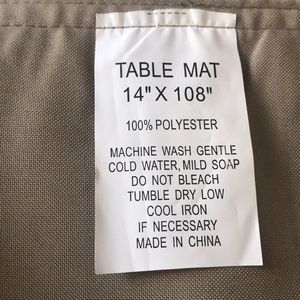 TABLE MAT
14" X 108"
100% POLYESTER
MACHINE WASH GENTLE
COLD WATER, MILD SOAP
DO NOT BLEACH
TUMBLE DRY LOW
COOL IRON
IF NECESSARY
MADE IN CHINA